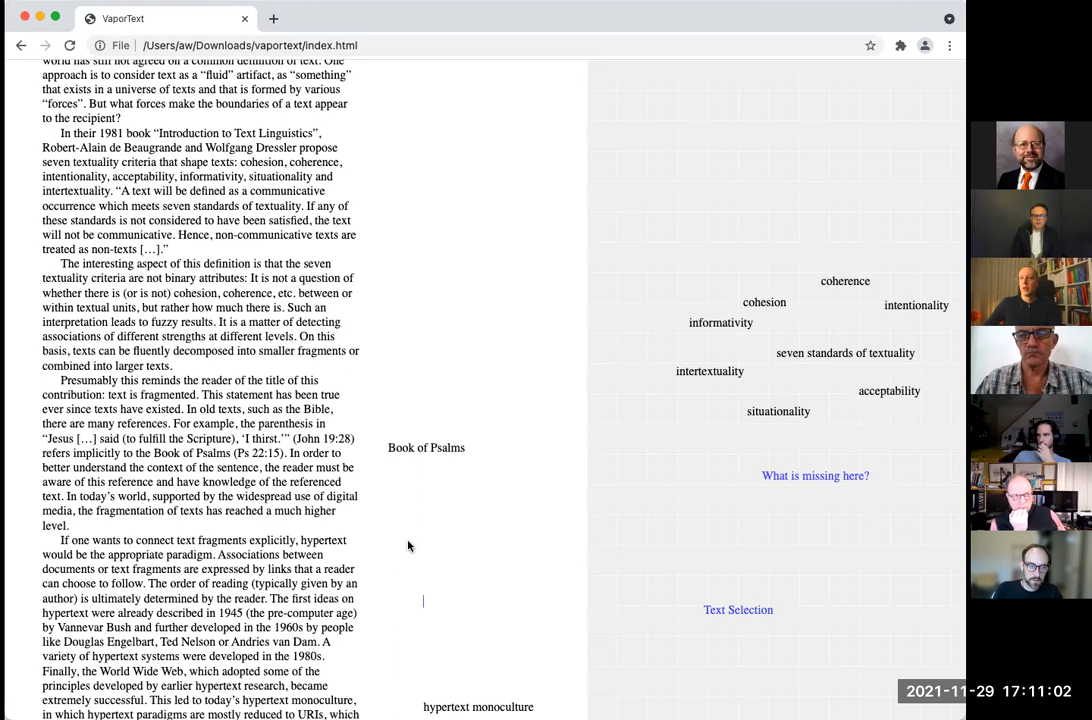 VaporText
File
/Users/aw/Downloads/vaportext/index.html
world has still not agreed on a common definition of text. One
approach is to consider text as a “fluid” artifact, as “something”
that exists in a universe of texts and that is formed by various
“forces”. But what forces make the boundaries of a text appear
to the recipient?
In their 1981 book “Introduction to Text Linguistics”,
Robert-Alain de Beaugrande and Wolfgang Dressler propose
seven textuality criteria that shape texts: cohesion, coherence,
intentionality, acceptability, informativity, situationality and
intertextuality. “A text will be defined as a communicative
occurrence which meets seven standards of textuality. If any of
these standards is not considered to have been satisfied, the text
will not be communicative. Hence, non-communicative texts are
treated as non-texts […].”
The interesting aspect of this definition is that the seven
textuality criteria are not binary attributes: It is not a question of
whether there is (or is not) cohesion, coherence, etc. between or
within textual units, but rather how much there is. Such an
interpretation leads to fuzzy results. It is a matter of detecting
associations of different strengths at different levels. On this
basis, texts can be fluently decomposed into smaller fragments or
combined into larger texts.
Presumably this reminds the reader of the title of this
contribution: text is fragmented. This statement has been true
ever since texts have existed. In old texts, such as the Bible,
there are many references. For example, the parenthesis in
“Jesus […] said (to fulfill the Scripture), ‘I thirst.’” (John 19:28)
refers implicitly to the Book of Psalms (Ps 22:15). In order to
better understand the context of the sentence, the reader must be
aware of this reference and have knowledge of the referenced
text. In today’s world, supported by the widespread use of digital
media, the fragmentation of texts has reached a much higher
level.
If one wants to connect text fragments explicitly, hypertext
would be the appropriate paradigm. Associations between
documents or text fragments are expressed by links that a reader
can choose to follow. The order of reading (typically given by an
author) is ultimately determined by the reader. The first ideas on
hypertext were already described in 1945 (the pre-computer age)
by Vannevar Bush and further developed in the 1960s by people
like Douglas Engelbart, Ted Nelson or Andries van Dam. A
variety of hypertext systems were developed in the 1980s.
Finally, the World Wide Web, which adopted some of the
principles developed by earlier hypertext research, became
extremely successful. This led to today’s hypertext monoculture,
in which hypertext paradigms are mostly reduced to URIs, which
Book of Psalms
hypertext monoculture
coherence
cohesion
intentionality
informativity
seven standards of textuality
intertextuality
acceptability
situationality
What is missing here?
Text Selection
2021-11-29 17:11:02